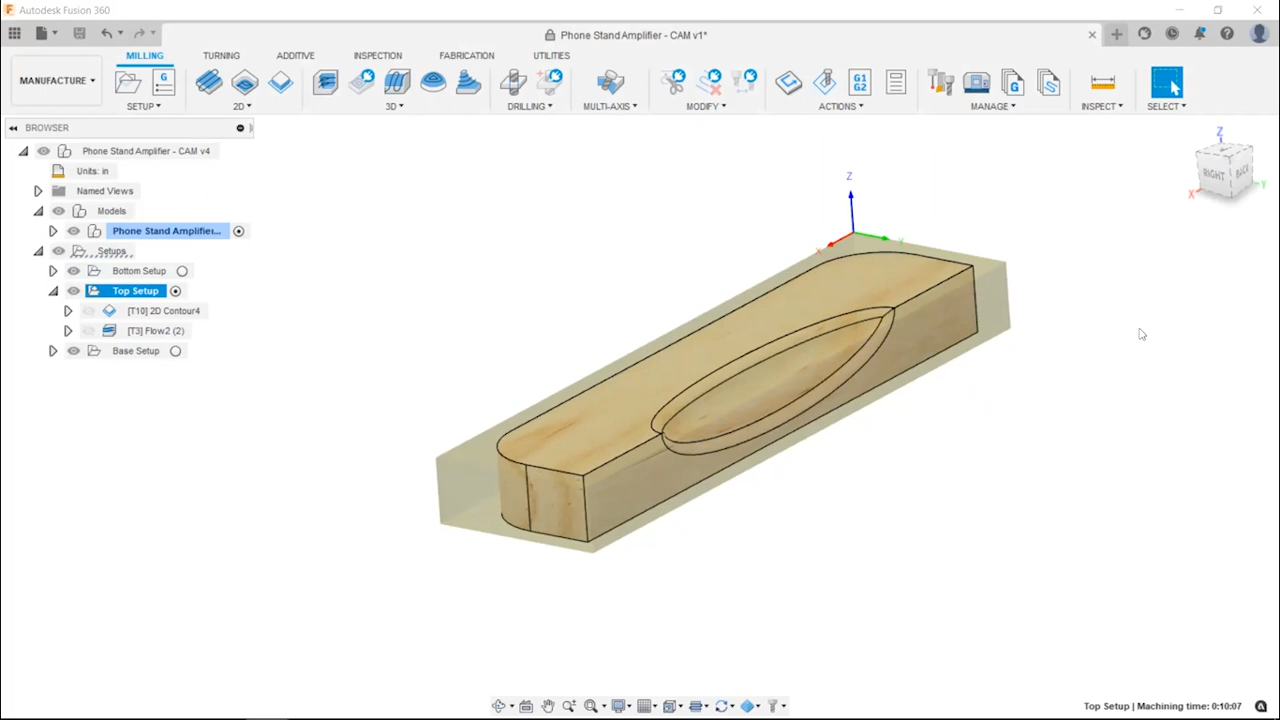 Autodesk Fusion 360
Phone Stand Amplifier - CAM v1*
MILLING TURNING ADDITIVE INSPECTION FABRICATION UTILITIES
MANUFACTURE
G G1 G2 G
SETUP 2D 3D DRILLING MULTI-AXIS MODIFY ACTIONS MANAGE INSPECT SELECT
BROWSER
Phone Stand Amplifier - CAM v4
Units: in
Named Views
Models
Phone Stand Amplifier...
Setups
Bottom Setup
Top Setup
[T10] 2D Contour4
[T3] Flow2 (2)
Base Setup
Z
X
Y
Z
RIGHT BACK
X Y
Top Setup | Machining time: 0:10:07